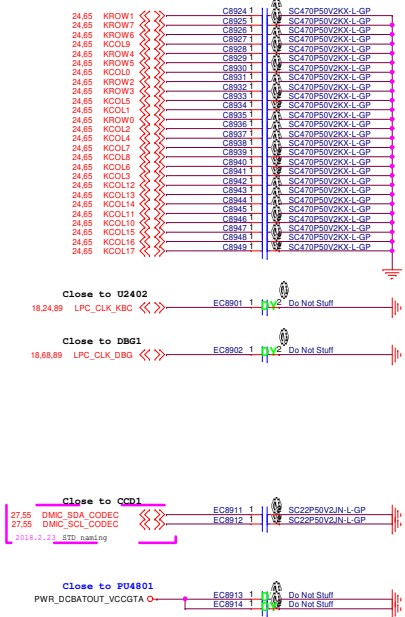 24,65 KROW1 C8924 1 2 SC470P50V2KX-L-GP
24,65 KROW7 C8925 1 2 SC470P50V2KX-L-GP
24,65 KROW6 C8926 1 2 SC470P50V2KX-L-GP
24,65 KCOL9 C8927 1 2 SC470P50V2KX-L-GP
24,65 KROW4 C8928 1 2 SC470P50V2KX-L-GP
24,65 KROW5 C8929 1 2 SC470P50V2KX-L-GP
24,65 KCOL0 C8930 1 2 SC470P50V2KX-L-GP
24,65 KROW2 C8931 1 2 SC470P50V2KX-L-GP
24,65 KROW3 C8932 1 2 SC470P50V2KX-L-GP
24,65 KCOL5 C8933 1 2 SC470P50V2KX-L-GP
24,65 KCOL1 C8934 1 2 SC470P50V2KX-L-GP
24,65 KROW0 C8935 1 2 SC470P50V2KX-L-GP
24,65 KCOL2 C8936 1 2 SC470P50V2KX-L-GP
24,65 KCOL4 C8937 1 2 SC470P50V2KX-L-GP
24,65 KCOL7 C8938 1 2 SC470P50V2KX-L-GP
24,65 KCOL8 C8939 1 2 SC470P50V2KX-L-GP
24,65 KCOL6 C8940 1 2 SC470P50V2KX-L-GP
24,65 KCOL3 C8941 1 2 SC470P50V2KX-L-GP
24,65 KCOL12 C8942 1 2 SC470P50V2KX-L-GP
24,65 KCOL13 C8943 1 2 SC470P50V2KX-L-GP
24,65 KCOL14 C8944 1 2 SC470P50V2KX-L-GP
24,65 KCOL11 C8945 1 2 SC470P50V2KX-L-GP
24,65 KCOL10 C8946 1 2 SC470P50V2KX-L-GP
24,65 KCOL15 C8947 1 2 SC470P50V2KX-L-GP
24,65 KCOL16 C8948 1 2 SC470P50V2KX-L-GP
24,65 KCOL17 C8949 1 2 SC470P50V2KX-L-GP
Close to U2402
18,24,89 LPC_CLK_KBC EC8901 1 DY 2 Do Not Stuff
Close to DBG1
18,68,89 LPC_CLK_DBG EC8902 1 DY 2 Do Not Stuff
Close to CCD1
27,55 DMIC_SDA_CODEC EC8911 1 2 SC22P50V2JN-L-GP
27,55 DMIC_SCL_CODEC EC8912 1 2 SC22P50V2JN-L-GP
2018.2.23 STD naming
Close to PU4801
PWR_DCBATOUT_VCCGTA EC8913 1 DY 2 Do Not Stuff
EC8914 1 DY 2 Do Not Stuff